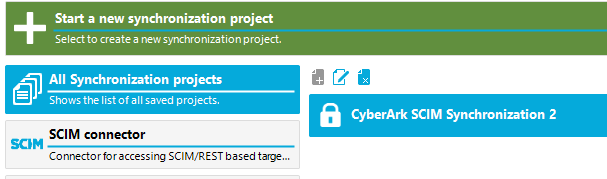 Start a new synchronization project
Select to create a new synchronization project.
All Synchronization projects
Shows the list of all saved projects.
CyberArk SCIM Synchronization 2
SCIM
SCIM connector
Connector for accessing SCIM/REST based targe...